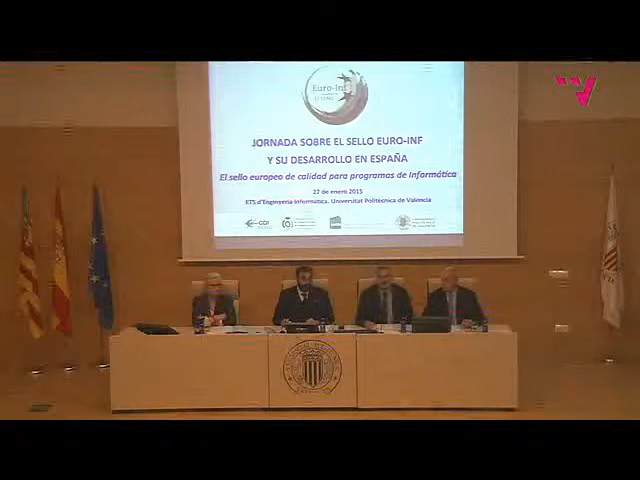 Euro-Inf
JORNADA SOBRE EL SELLO EURO-INF
Y SU DESARROLLO EN ESPAÑA
El sello europeo de calidad para programas de Informática
27 de enero 2015
ETS d'Enginyeria Informàtica. Universitat Politècnica de València